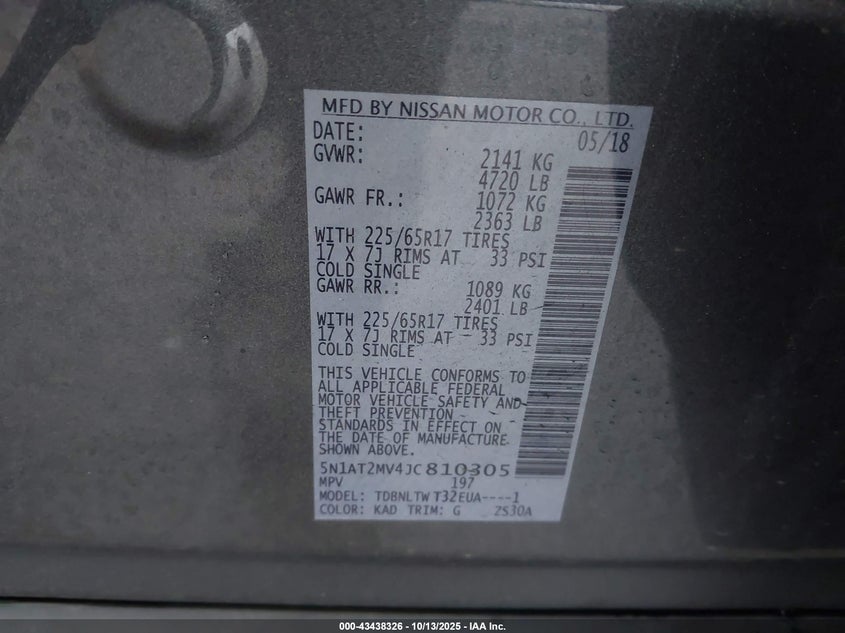 MFD BY NISSAN MOTOR CO., LTD.
DATE: 05/18
GVWR: 2141 KG
4720 LB
GAWR FR.: 1072 KG
2363 LB
WITH 225/65R17 TIRES
17 X 7J RIMS AT 33 PSI
COLD SINGLE
GAWR RR.: 1089 KG
2401 LB
WITH 225/65R17 TIRES
17 X 7J RIMS AT 33 PSI
COLD SINGLE
THIS VEHICLE CONFORMS TO
ALL APPLICABLE FEDERAL
MOTOR VEHICLE SAFETY AND
THEFT PREVENTION
STANDARDS IN EFFECT ON
THE DATE OF MANUFACTURE
SHOWN ABOVE.
5N1AT2MV4JC810305
MPV 197
MODEL: TDBNLTW T32EUA----1
COLOR: KAD TRIM: G ZS30A
000-43438326 - 10/13/2025 - IAA Inc.